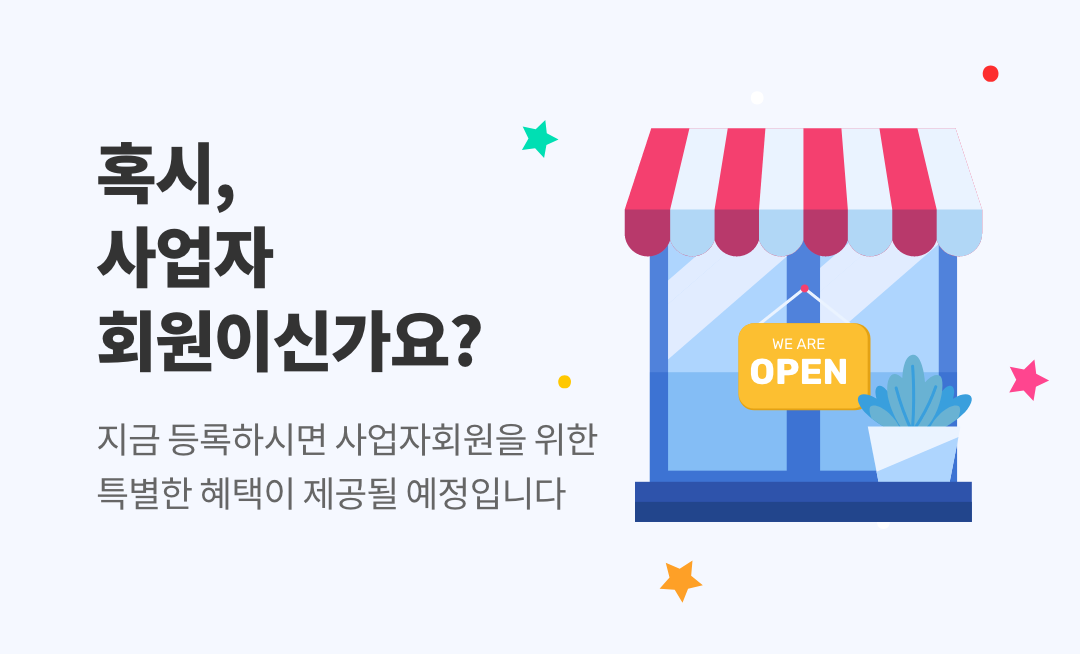 혹시,
사업자
회원이신가요?
지금 등록하시면 사업자회원을 위한
특별한 혜택이 제공될 예정입니다
WE ARE
OPEN